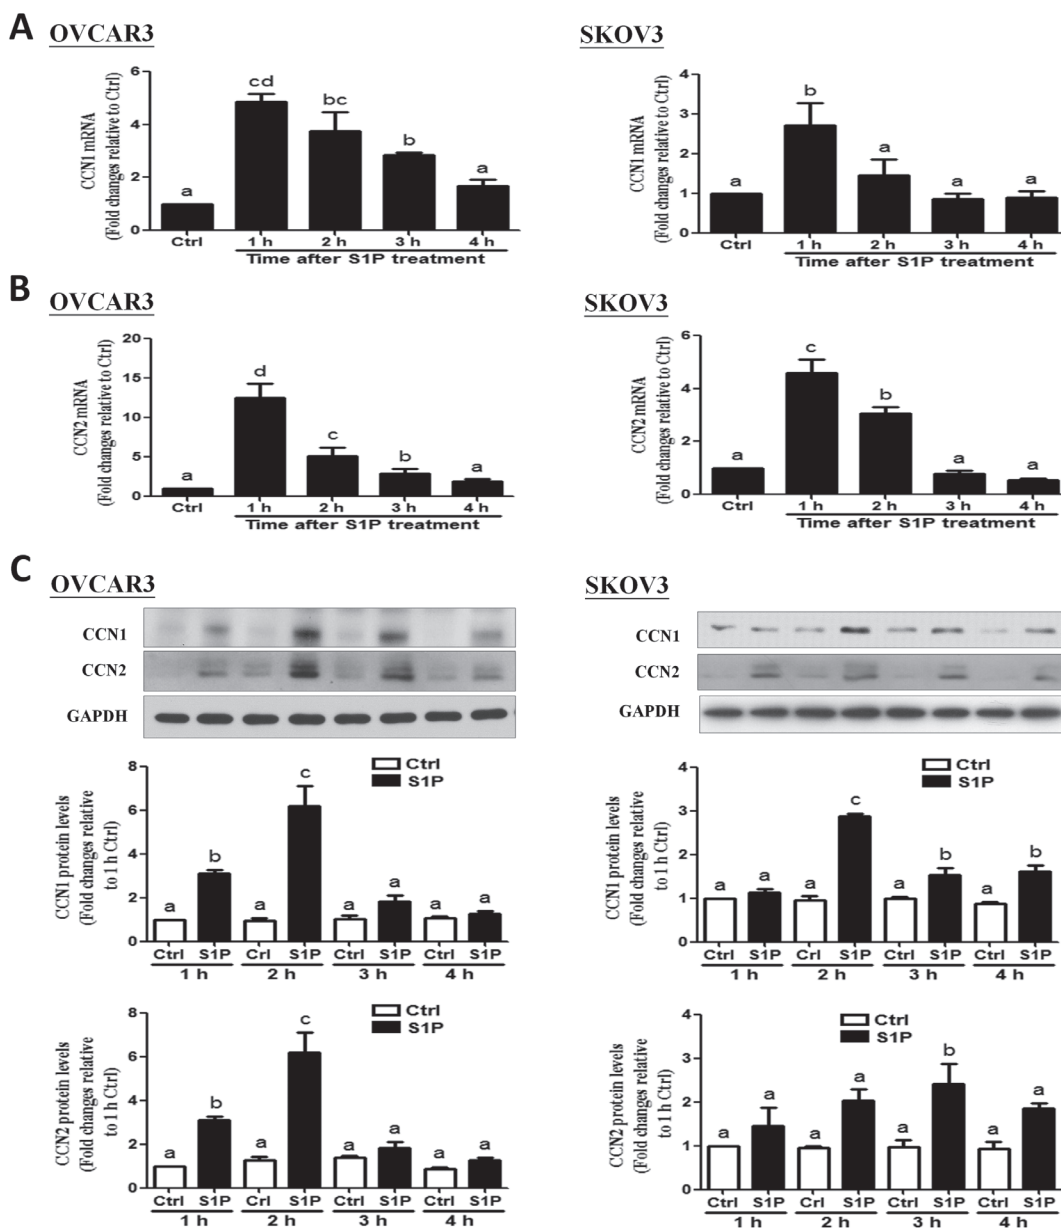 A OVCAR3 SKOV3
CCN1 mRNA
(Fold changes relative to Ctrl)
6
4
2
0
a cd bc b a
Ctrl 1 h 2 h 3 h 4 h
Time after S1P treatment
CCN1 mRNA
(Fold changes relative to Ctrl)
4
3
2
1
0
a b a a a
Ctrl 1 h 2 h 3 h 4 h
Time after S1P treatment
B OVCAR3 SKOV3
CCN2 mRNA
(Fold changes relative to Ctrl)
20
15
10
5
0
a d c b a
Ctrl 1 h 2 h 3 h 4 h
Time after S1P treatment
CCN2 mRNA
(Fold changes relative to Ctrl)
6
4
2
0
a c b a a
Ctrl 1 h 2 h 3 h 4 h
Time after S1P treatment
C OVCAR3 SKOV3
CCN1
CCN2
GAPDH
CCN1
CCN2
GAPDH
CCN1 protein levels
(Fold changes relative
to 1 h Ctrl)
8
6
4
2
0
Ctrl
S1P
a b a c a a a a
Ctrl S1P Crl S1P Ctrl S1P Ctrl S1P
1 h 2 h 3 h 4 h
CCN1 protein levels
(Fold changes relative
to 1 h Ctrl)
4
3
2
1
0
Ctrl
S1P
a a a c a b a b
Ctrl S1P Crl S1P Ctrl S1P Ctrl S1P
1 h 2 h 3 h 4 h
CCN2 protein levels
(Fold changes relative
to 1 h Ctrl)
8
6
4
2
0
Ctrl
S1P
a b a c a a a a
Ctrl S1P Crl S1P Ctrl S1P Ctrl S1P
1 h 2 h 3 h 4 h
CCN2 protein levels
(Fold changes relative
to 1 h Ctrl)
4
3
2
1
0
Ctrl
S1P
a a a a a b a a
Ctrl S1P Crl S1P Ctrl S1P Ctrl S1P
1 h 2 h 3 h 4 h